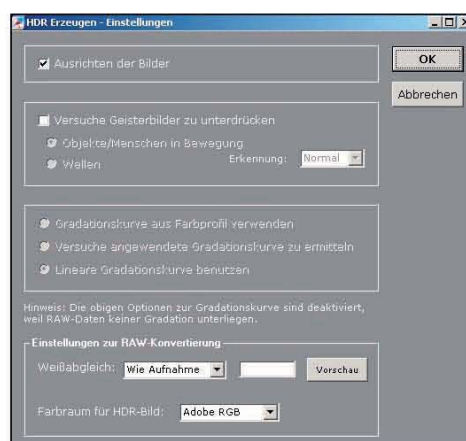 HDR Erzeugen - Einstellungen
Ausrichten der Bilder
OK
Abbrechen
Versuche Geisterbilder zu unterdrücken
Objekte/Menschen in Bewegung
Erkennung: Normal
Wellen
Gradationskurve aus Farbprofil verwenden
Versuche angewendete Gradationskurve zu ermitteln
Lineare Gradationskurve benutzen
Hinweis: Die obigen Optionen zur Gradationskurve sind deaktiviert,
weil RAW-Daten keiner Gradation unterliegen.
Einstellungen zur RAW-Konvertierung
Weißabgleich: Wie Aufnahme Vorschau
Farbraum für HDR-Bild: Adobe RGB